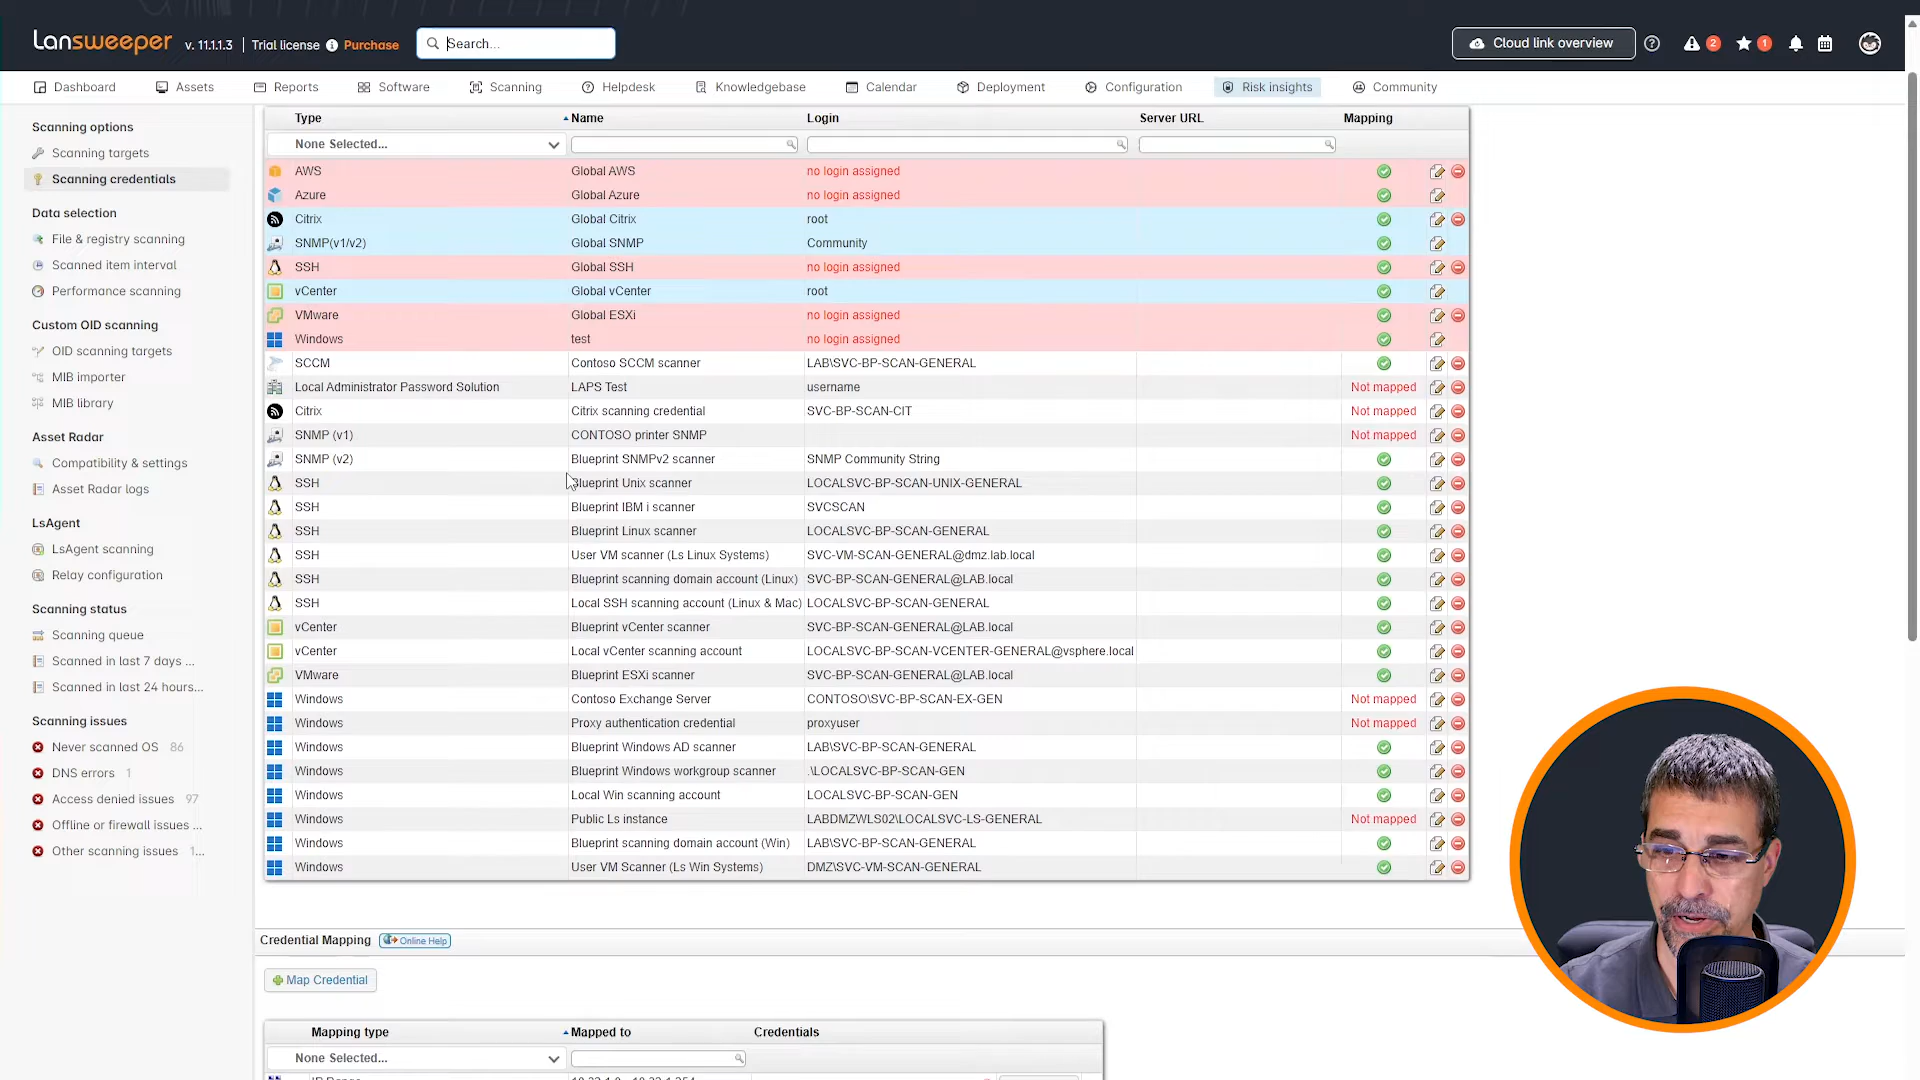 Lansweeper v. 11.1.1.3 Trial license Purchase Search... Cloud link overview 2 1
Dashboard Assets Reports Software Scanning Helpdesk Knowledgebase Calendar Deployment Configuration Risk insights Community
Scanning options
Scanning targets
Scanning credentials
Data selection
File & registry scanning
Scanned item interval
Performance scanning
Custom OID scanning
OID scanning targets
MIB importer
MIB library
Asset Radar
Compatibility & settings
Asset Radar logs
LsAgent
LsAgent scanning
Relay configuration
Scanning status
Scanning queue
Scanned in last 7 days ...
Scanned in last 24 hours...
Scanning issues
Never scanned OS 86
DNS errors 1
Access denied issues 97
Offline or firewall issues ...
Other scanning issues 1...
Type Name Login Server URL Mapping
None Selected...
AWS Global AWS no login assigned
Azure Global Azure no login assigned
Citrix Global Citrix root
SNMP(v1/v2) Global SNMP Community
SSH Global SSH no login assigned
vCenter Global vCenter root
VMware Global ESXi no login assigned
Windows test no login assigned
SCCM Contoso SCCM scanner LAB\SVC-BP-SCAN-GENERAL
Local Administrator Password Solution LAPS Test username Not mapped
Citrix Citrix scanning credential SVC-BP-SCAN-CIT Not mapped
SNMP (v1) CONTOSO printer SNMP Not mapped
SNMP (v2) Blueprint SNMPv2 scanner SNMP Community String
SSH Blueprint Unix scanner LOCALSVC-BP-SCAN-UNIX-GENERAL
SSH Blueprint IBM i scanner SVCSCAN
SSH Blueprint Linux scanner LOCALSVC-BP-SCAN-GENERAL
SSH User VM scanner (Ls Linux Systems) SVC-VM-SCAN-GENERAL@dmz.lab.local
SSH Blueprint scanning domain account (Linux) SVC-BP-SCAN-GENERAL@LAB.local
SSH Local SSH scanning account (Linux & Mac) LOCALSVC-BP-SCAN-GENERAL
vCenter Blueprint vCenter scanner SVC-BP-SCAN-GENERAL@LAB.local
vCenter Local vCenter scanning account LOCALSVC-BP-SCAN-VCENTER-GENERAL@vsphere.local
VMware Blueprint ESXi scanner SVC-BP-SCAN-GENERAL@LAB.local
Windows Contoso Exchange Server CONTOSO\SVC-BP-SCAN-EX-GEN Not mapped
Windows Proxy authentication credential proxyuser Not mapped
Windows Blueprint Windows AD scanner LAB\SVC-BP-SCAN-GENERAL
Windows Blueprint Windows workgroup scanner .\LOCALSVC-BP-SCAN-GEN
Windows Local Win scanning account LOCALSVC-BP-SCAN-GEN
Windows Public Ls instance LABDMZWLS02\LOCALSVC-LS-GENERAL Not mapped
Windows Blueprint scanning domain account (Win) LAB\SVC-BP-SCAN-GENERAL
Windows User VM Scanner (Ls Win Systems) DMZ\SVC-VM-SCAN-GENERAL
Credential Mapping Online Help
Map Credential
Mapping type Mapped to Credentials
None Selected...